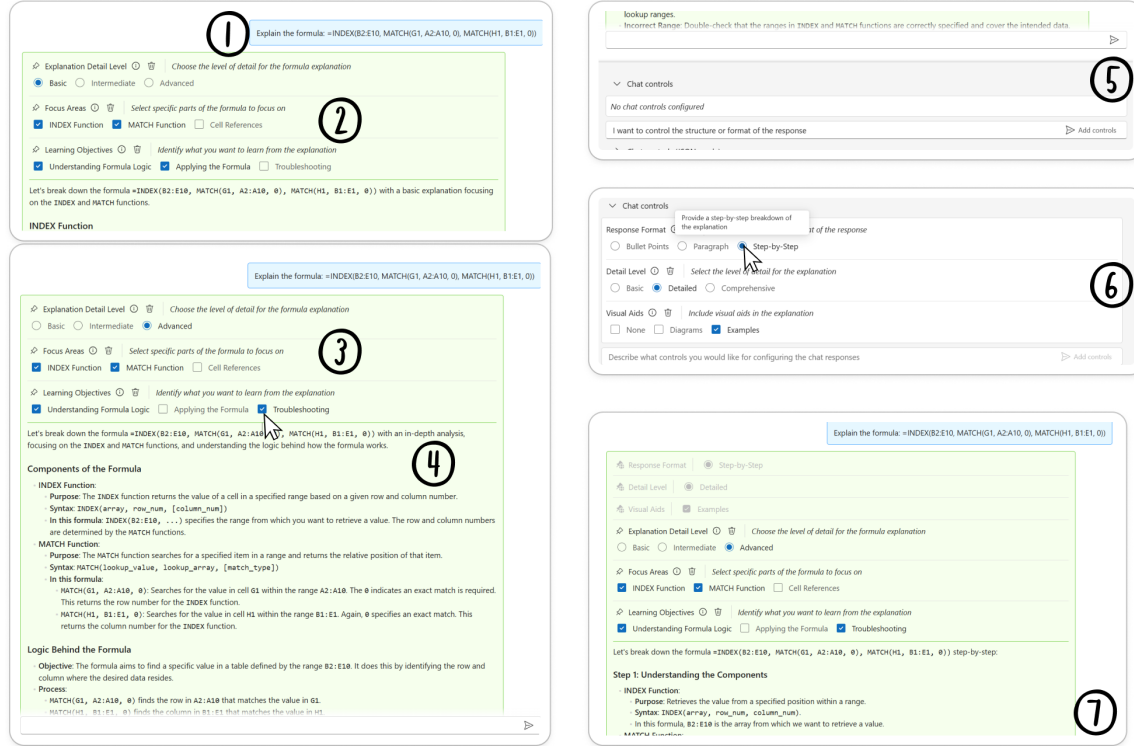 1
Explain the formula: =INDEX(B2:E10, MATCH(G1, A2:A10, 0), MATCH(H1, B1:E1, 0))
Explanation Detail Level Choose the level of detail for the formula explanation
Basic Intermediate Advanced
Focus Areas Select specific parts of the formula to focus on
INDEX Function MATCH Function Cell References
2
Learning Objectives Identify what you want to learn from the explanation
Understanding Formula Logic Applying the Formula Troubleshooting
Let's break down the formula =INDEX(B2:E10, MATCH(G1, A2:A10, 0), MATCH(H1, B1:E1, 0)) with a basic explanation focusing
on the INDEX and MATCH functions.
INDEX Function
Explain the formula: =INDEX(B2:E10, MATCH(G1, A2:A10, 0), MATCH(H1, B1:E1, 0))
Explanation Detail Level Choose the level of detail for the formula explanation
Basic Intermediate Advanced
3
Focus Areas Select specific parts of the formula to focus on
INDEX Function MATCH Function Cell References
Learning Objectives Identify what you want to learn from the explanation
Understanding Formula Logic Applying the Formula Troubleshooting
Let's break down the formula =INDEX(B2:E10, MATCH(G1, A2:A10, MATCH(H1, B1:E1, 0)) with an in-depth analysis,
focusing on the INDEX and MATCH functions, and understanding the logic behind how the formula works.
4
Components of the Formula
· INDEX Function:
· Purpose: The INDEX function returns the value of a cell in a specified range based on a given row and column number.
· Syntax: INDEX(array, row_num, [column_num])
· In this formula: INDEX(B2:E10, ...) specifies the range from which you want to retrieve a value. The row and column numbers
are determined by the MATCH functions.
· MATCH Function:
· Purpose: The MATCH function searches for a specified item in a range and returns the relative position of that item.
· Syntax: MATCH(lookup_value, lookup_array, [match_type])
· In this formula:
· MATCH(G1, A2:A10, 0): Searches for the value in cell G1 within the range A2:A10. The 0 indicates an exact match is required.
This returns the row number for the INDEX function.
· MATCH(H1, B1:E1, 0): Searches for the value in cell H1 within the range B1:E1. Again, 0 specifies an exact match. This
returns the column number for the INDEX function.
Logic Behind the Formula
· Objective: The formula aims to find a specific value in a table defined by the range B2:E10. It does this by identifying the row and
column where the desired data resides.
· Process:
· MATCH(G1, A2:A10, 0) finds the row in A2:A10 that matches the value in G1.
· MATCH(H1, B1:E1, 0) finds the column in B1:E1 that matches the value in H1.
lookup ranges.
· Incorrect Range: Double-check that the ranges in INDEX and MATCH functions are correctly specified and cover the intended data.
5
Chat controls
No chat controls configured
I want to control the structure or format of the response Add controls
Chat controls
Provide a step-by-step breakdown of
the explanation
Response Format at of the response
Bullet Points Paragraph Step-by-Step
Detail Level Select the level of detail for the explanation
6
Basic Detailed Comprehensive
Visual Aids Include visual aids in the explanation
None Diagrams Examples
Describe what controls you would like for configuring the chat responses Add controls
Explain the formula: =INDEX(B2:E10, MATCH(G1, A2:A10, 0), MATCH(H1, B1:E1, 0))
Response Format Step-by-Step
Detail Level Detailed
Visual Aids Examples
Explanation Detail Level Choose the level of detail for the formula explanation
Basic Intermediate Advanced
Focus Areas Select specific parts of the formula to focus on
INDEX Function MATCH Function Cell References
Learning Objectives Identify what you want to learn from the explanation
Understanding Formula Logic Applying the Formula Troubleshooting
Let's break down the formula =INDEX(B2:E10, MATCH(G1, A2:A10, 0), MATCH(H1, B1:E1, 0)) step-by-step:
Step 1: Understanding the Components
· INDEX Function:
· Purpose: Retrieves the value from a specified position within a range.
· Syntax: INDEX(array, row_num, column_num).
· In this formula, B2:E10 is the array from which we want to retrieve a value.
7
· MATCH Function: